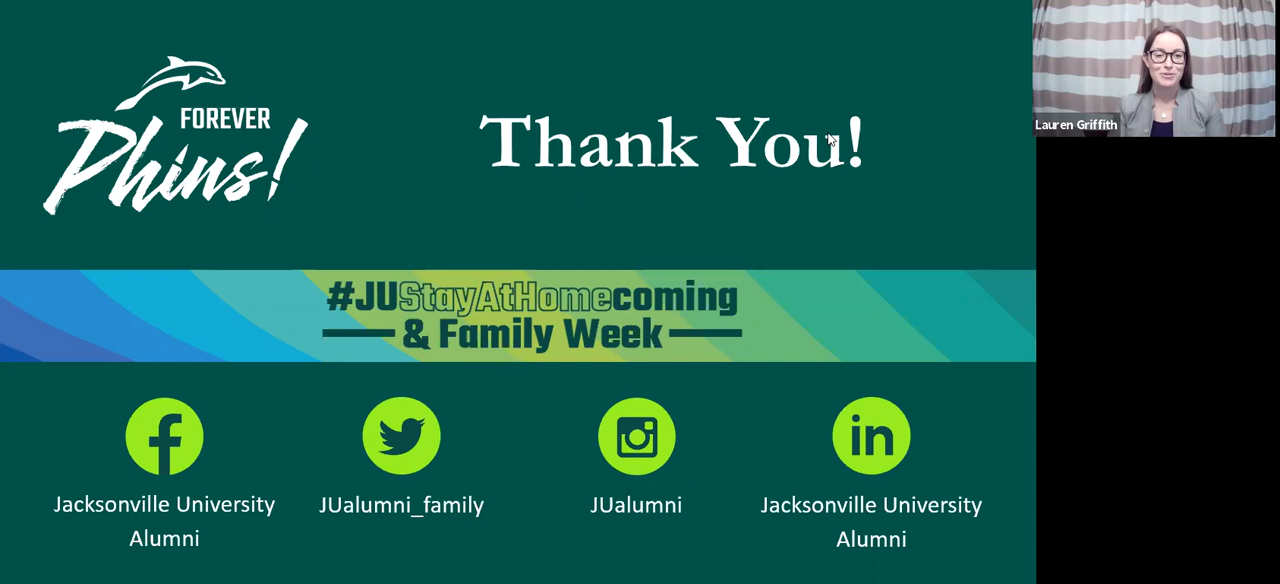 FOREVER
Phins!
Thank You!
Lauren Griffith
#JUStayAtHomecoming
& Family Week
Jacksonville University
Alumni
JUalumni_family
JUalumni
Jacksonville University
Alumni